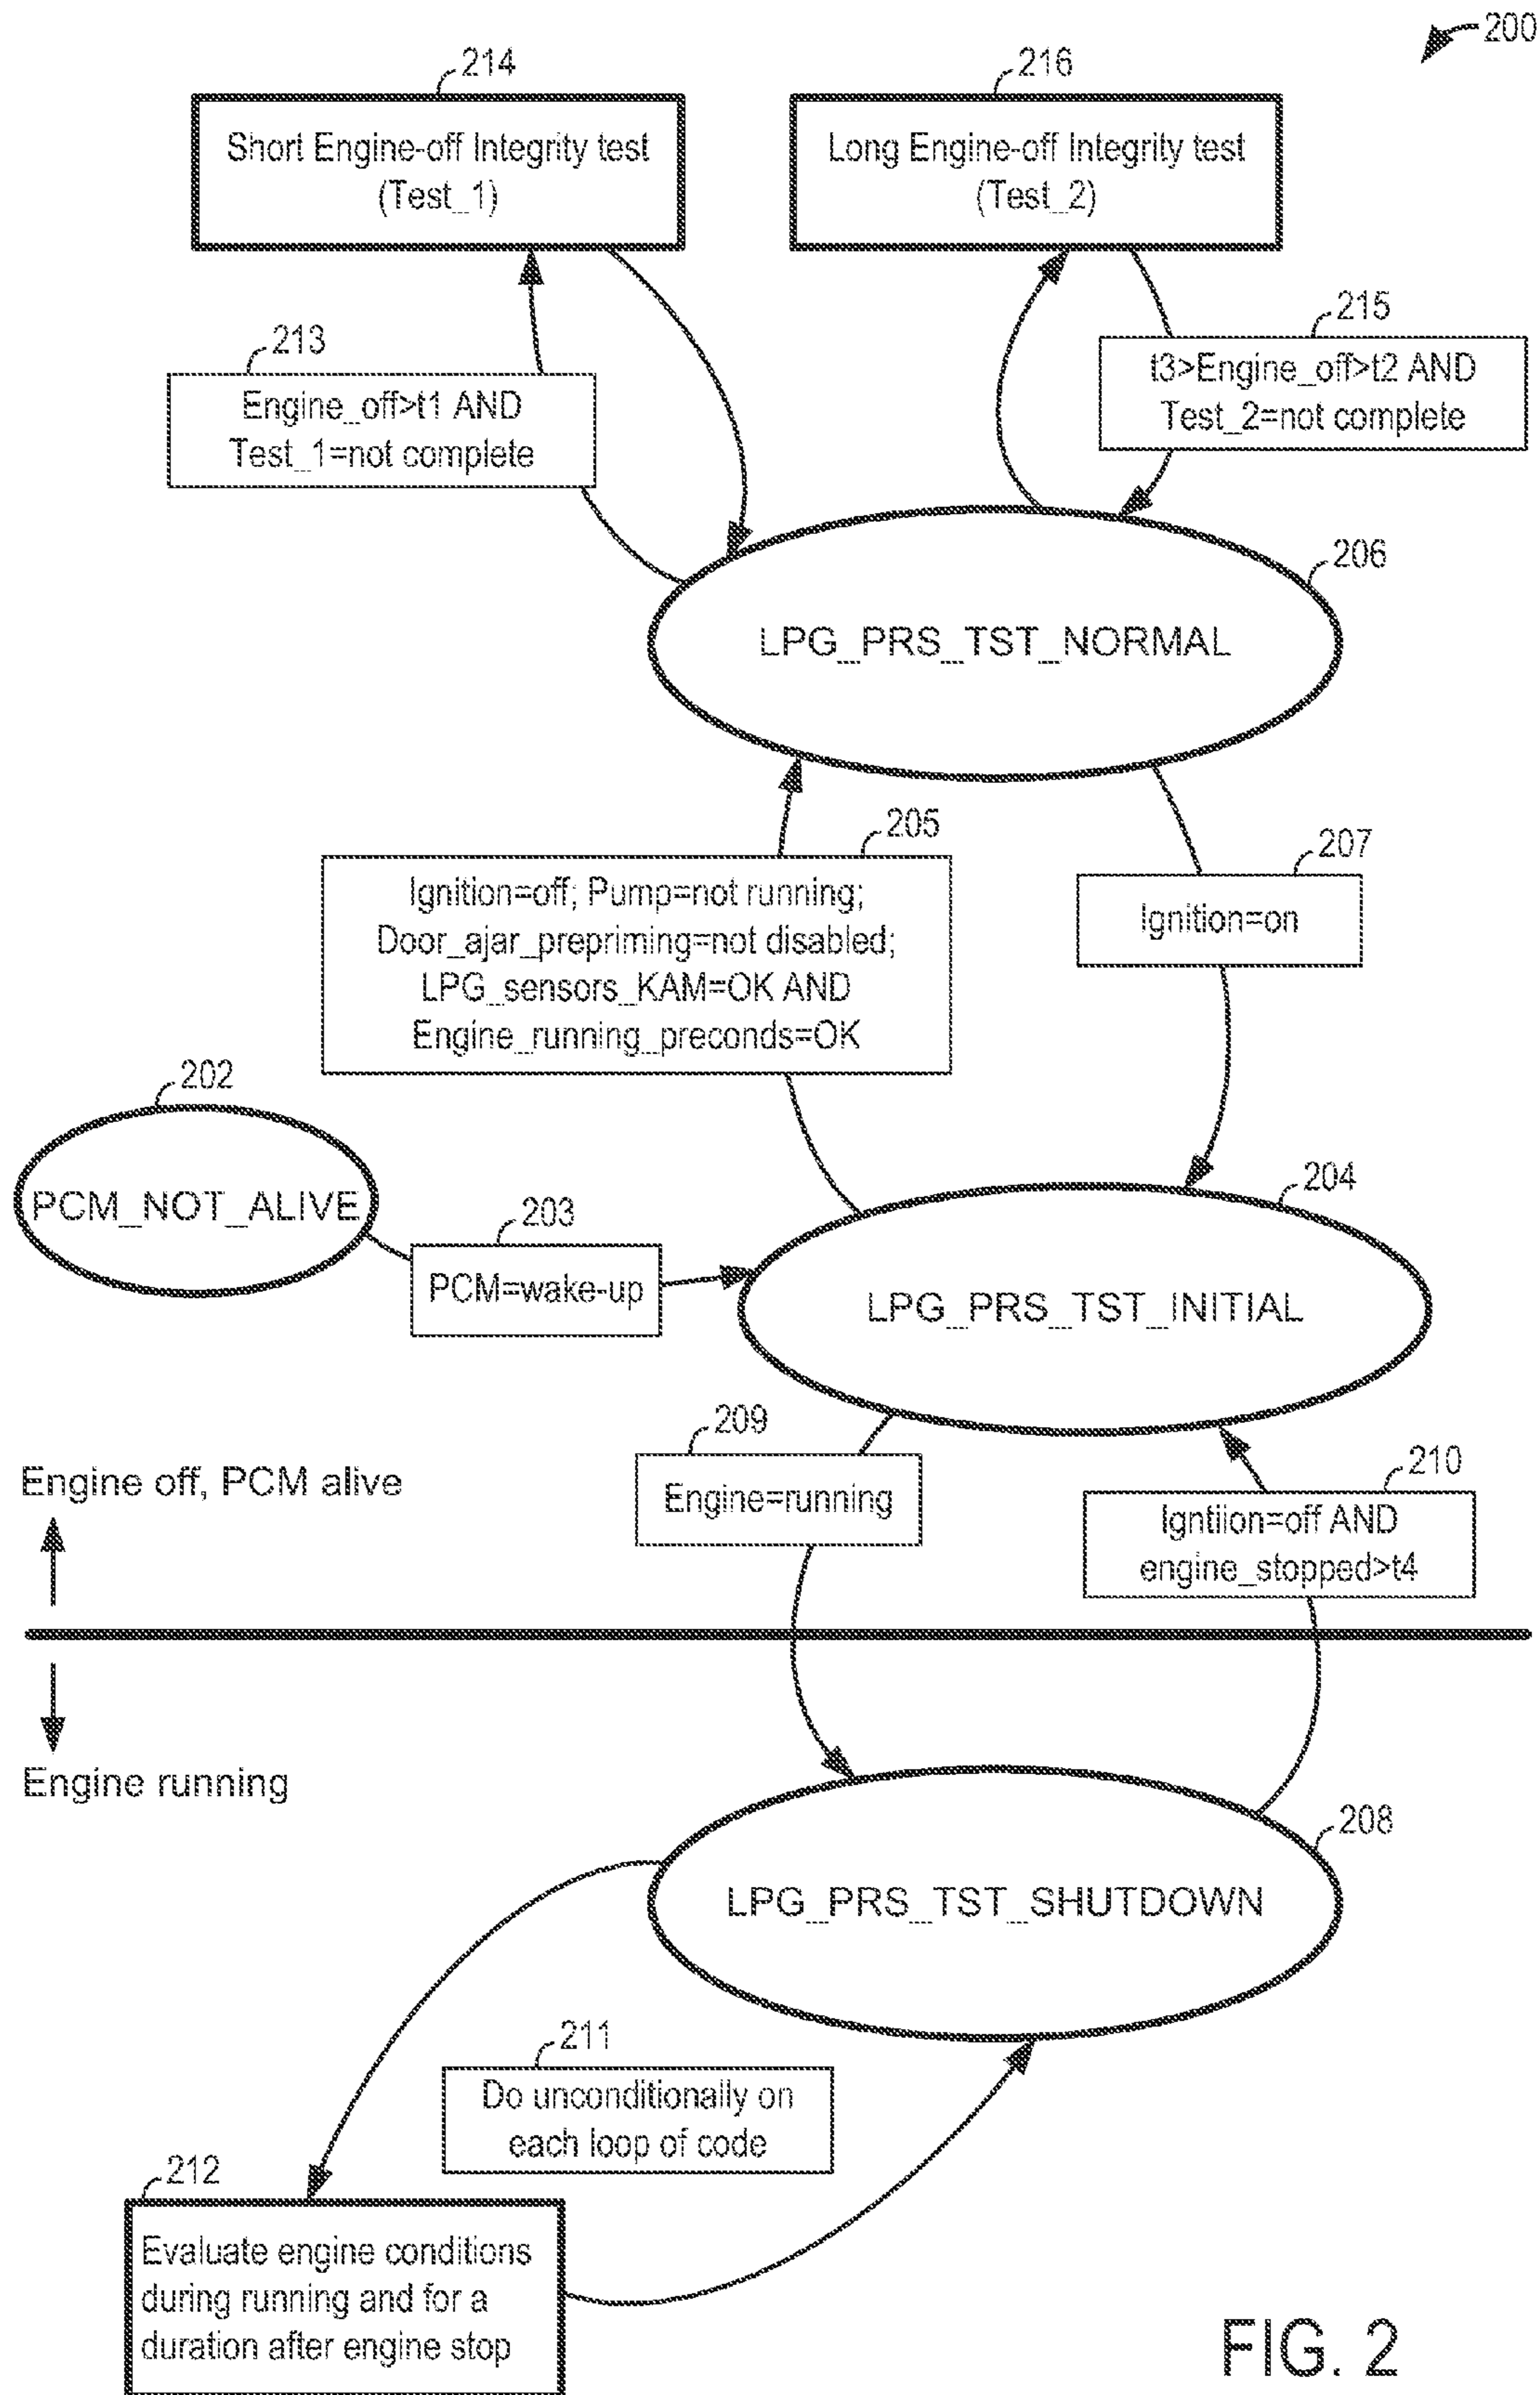 200
214
216
Short Engine-off Integrity test
(Test_1)
Long Engine-off Integrity test
(Test_2)
213
215
Engine_off>t1 AND
Test_1=not complete
t3>Engine_off>t2 AND
Test_2=not complete
206
LPG_PRS_TST_NORMAL
205
207
Ignition=off; Pump=not running;
Door_ajar_prepriming=not disabled;
LPG_sensors_KAM=OK AND
Engine_running_preconds=OK
Ignition=on
202
204
PCM_NOT_ALIVE
203
PCM=wake-up
LPG_PRS_TST_INITIAL
209
210
Engine off, PCM alive
Engine=running
Igntiion=off AND
engine_stopped>t4
Engine running
208
LPG_PRS_TST_SHUTDOWN
211
Do unconditionally on
each loop of code
212
Evaluate engine conditions
during running and for a
duration after engine stop
FIG. 2